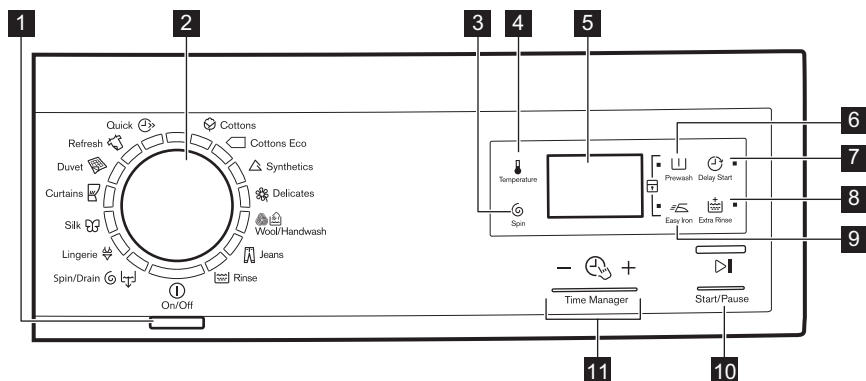 1
2
3
4
5
6
7
8
9
10
11
Quick
Refresh
Duvet
Curtains
Silk
Lingerie
Spin/Drain
On/Off
Cottons
Cottons Eco
Synthetics
Delicates
Wool/Handwash
Jeans
Rinse
Temperature
Spin
Prewash
Delay Start
Easy Iron
Extra Rinse
Time Manager
Start/Pause